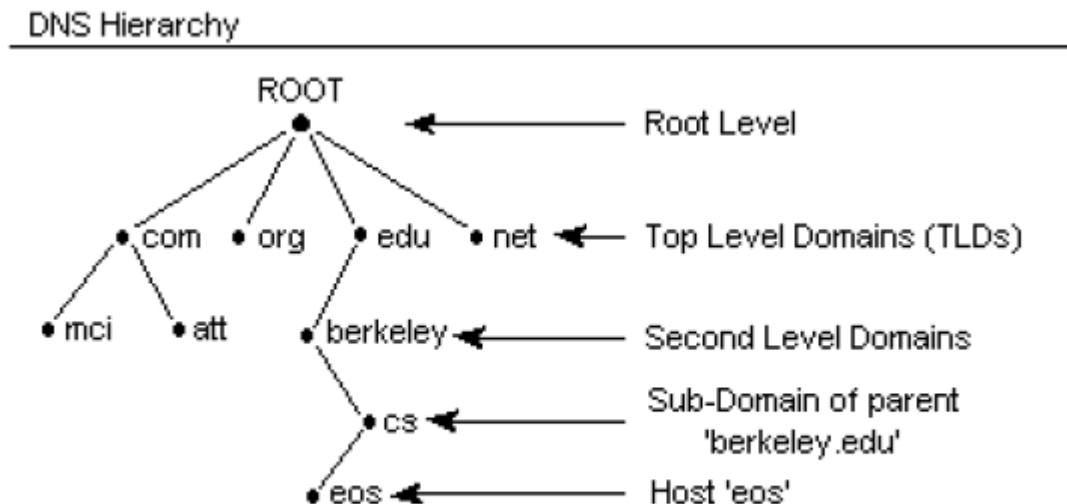 DNS Hierarchy
ROOT
Root Level
com org edu net
Top Level Domains (TLDs)
mci att berkeley
Second Level Domains
cs
Sub-Domain of parent
'berkeley.edu'
eos
Host 'eos'